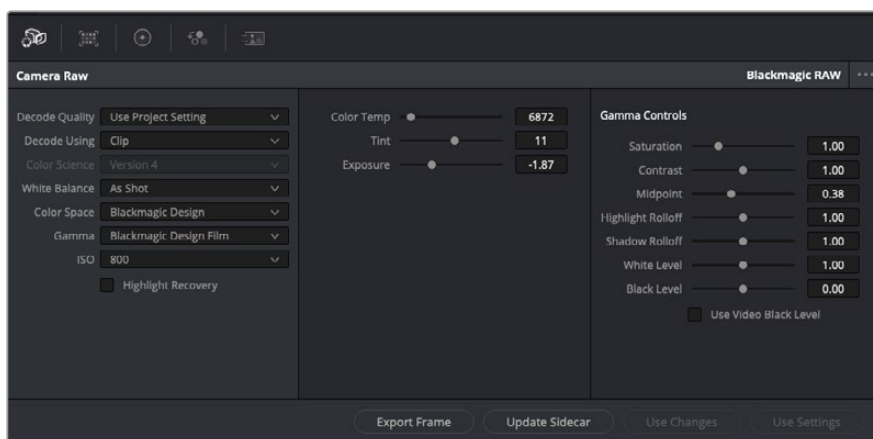 Camera Raw
Blackmagic RAW
Decode Quality Use Project Setting
Decode Using Clip
Color Science Version 4
White Balance As Shot
Color Space Blackmagic Design
Gamma Blackmagic Design Film
ISO 800
Highlight Recovery
Color Temp 6872
Tint 11
Exposure -1.87
Gamma Controls
Saturation 1.00
Contrast 1.00
Midpoint 0.38
Highlight Rolloff 1.00
Shadow Rolloff 1.00
White Level 1.00
Black Level 0.00
Use Video Black Level
Export Frame
Update Sidecar
Use Changes
Use Settings